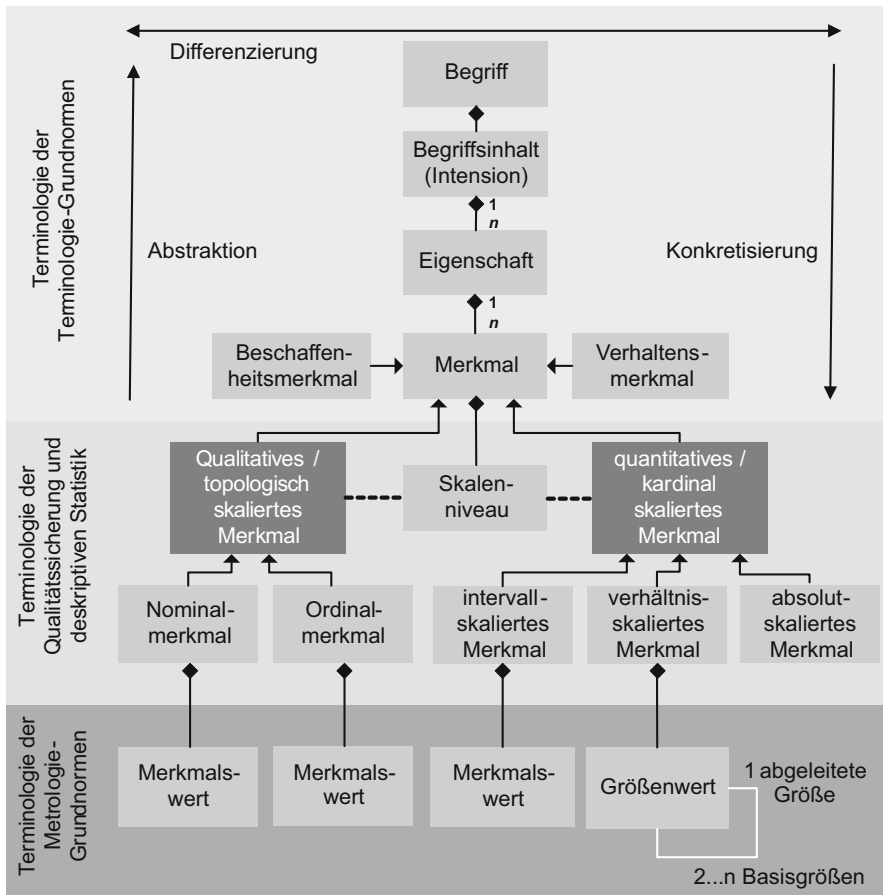 Differenzierung
Begriff
Begriffsinhalt
(Intension)
1
n
Abstraktion
Eigenschaft
Konkretisierung
1
n
Beschaffen-
heitsmerkmal
Merkmal
Verhaltens-
merkmal
Terminologie der
Terminologie-Grundnormen
Qualitatives /
topologisch
skaliertes
Merkmal
Skalen-
niveau
quantitatives /
kardinal
skaliertes
Merkmal
Nominal-
merkmal
Ordinal-
merkmal
intervall-
skaliertes
Merkmal
verhältnis-
skaliertes
Merkmal
absolut-
skaliertes
Merkmal
Terminologie der
Qualitätssicherung und
deskriptiven Statistik
Merkmals-
wert
Merkmals-
wert
Merkmals-
wert
Größenwert
1 abgeleitete
Größe
2...n Basisgrößen
Terminologie der
Metrologie-
Grundnormen